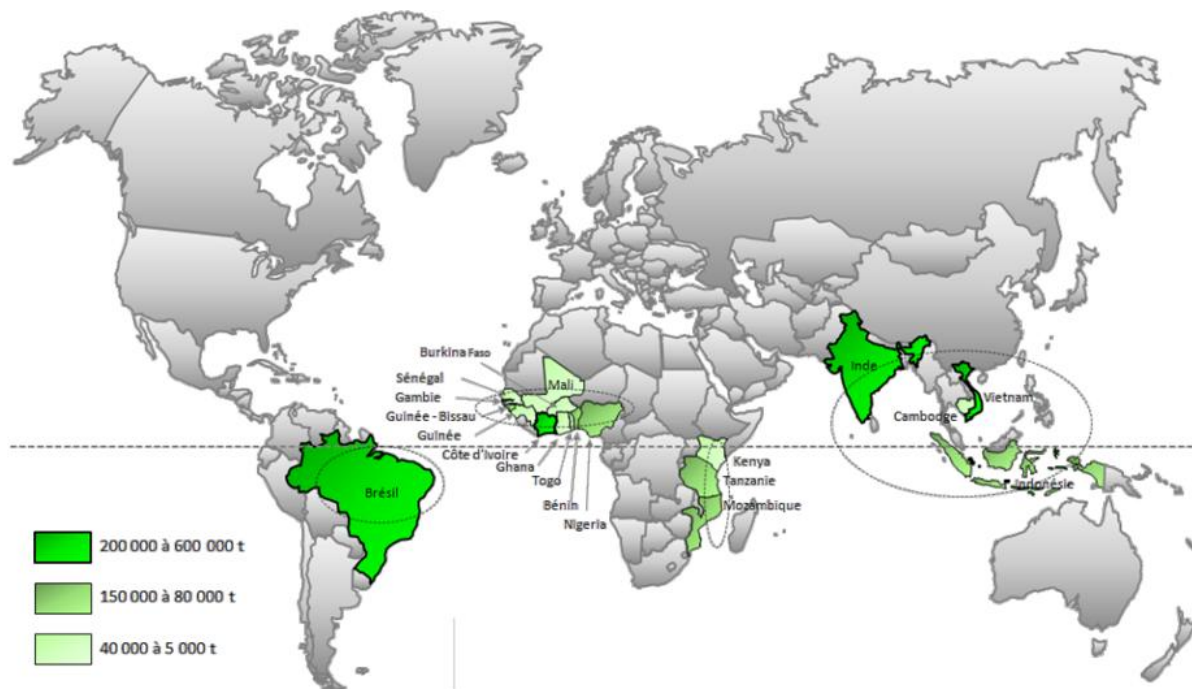 Burkina Faso
Sénégal
Mali
Gambie
Guinée - Bissau
Guinée
Côte d'Ivoire
Ghana
Togo
Bénin
Nigeria
Kenya
Tanzanie
Mozambique
Inde
Vietnam
Cambodge
Indonésie
Brésil
200 000 à 600 000 t
150 000 à 80 000 t
40 000 à 5 000 t